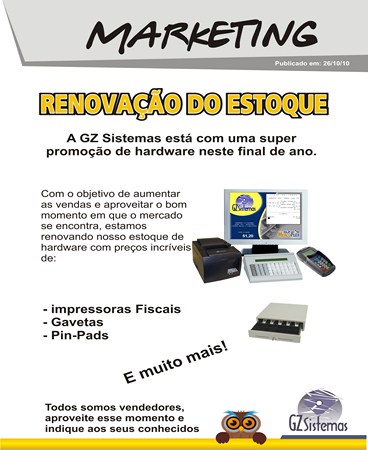 MARKETING
Publicado em: 26/10/10
RENOVAÇÃO DO ESTOQUE
A GZ Sistemas está com uma super
promoção de hardware neste final de ano.
Com o objetivo de aumentar
as vendas e aproveitar o bom
momento em que o mercado
se encontra, estamos
renovando nosso estoque de
hardware com preços incríveis
de:
GZ Sistemas
- impressoras Fiscais
- Gavetas
- Pin-Pads
E muito mais!
Todos somos vendedores,
aproveite esse momento e
indique aos seus conhecidos
GZ Sistemas